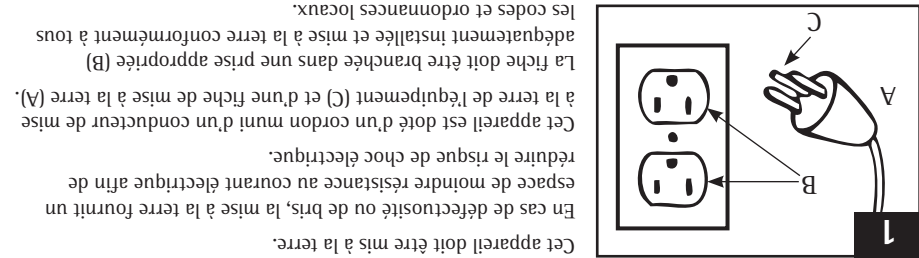 Cet appareil doit être mis à la terre.
En cas de défectuosité ou de bris, la mise à la terre fournit un
espace de moindre résistance au courant électrique afin de
réduire le risque de choc électrique.
Cet appareil est doté d'un cordon muni d'un conducteur de mise
à la terre de l'équipement (C) et d'une fiche de mise à la terre (A).
La fiche doit être branchée dans une prise appropriée (B)
adéquatement installée et mise à la terre conformément à tous
les codes et ordonnances locaux.
1
B
A
C